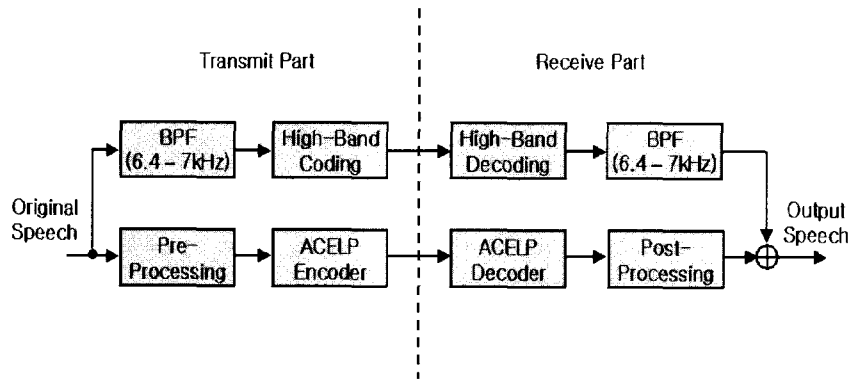 Transmit Part
Receive Part
BPF
(6.4 – 7kHz)
High-Band
Coding
High-Band
Decoding
BPF
(6.4 – 7kHz)
Original
Speech
Output
Speech
Pre-
Processing
ACELP
Encoder
ACELP
Decoder
Post-
Processing